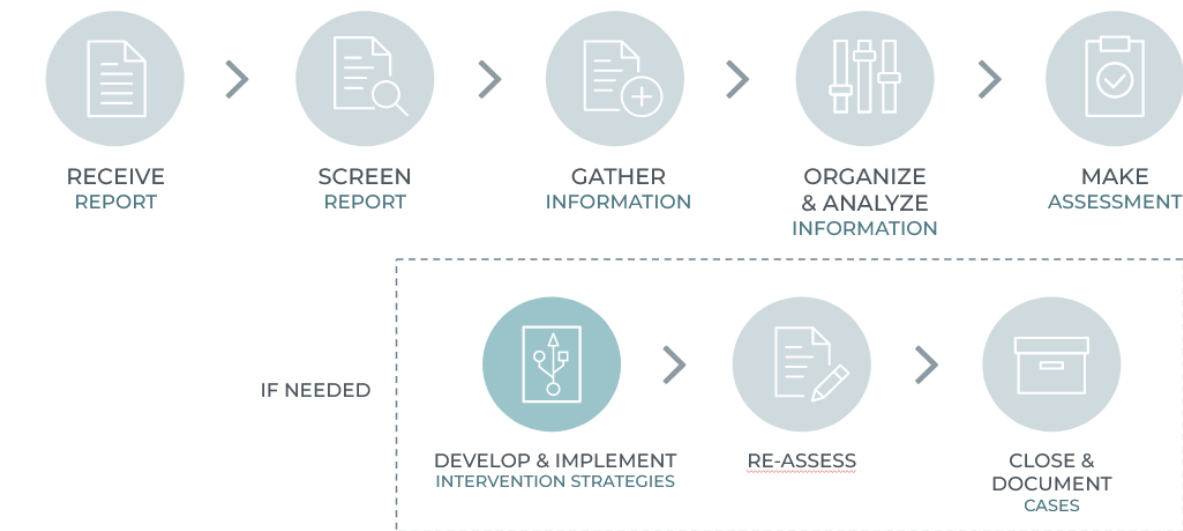 RECEIVE
REPORT
SCREEN
REPORT
GATHER
INFORMATION
ORGANIZE
& ANALYZE
INFORMATION
MAKE
ASSESSMENT
IF NEEDED
DEVELOP & IMPLEMENT
INTERVENTION STRATEGIES
RE-ASSESS
CLOSE &
DOCUMENT
CASES